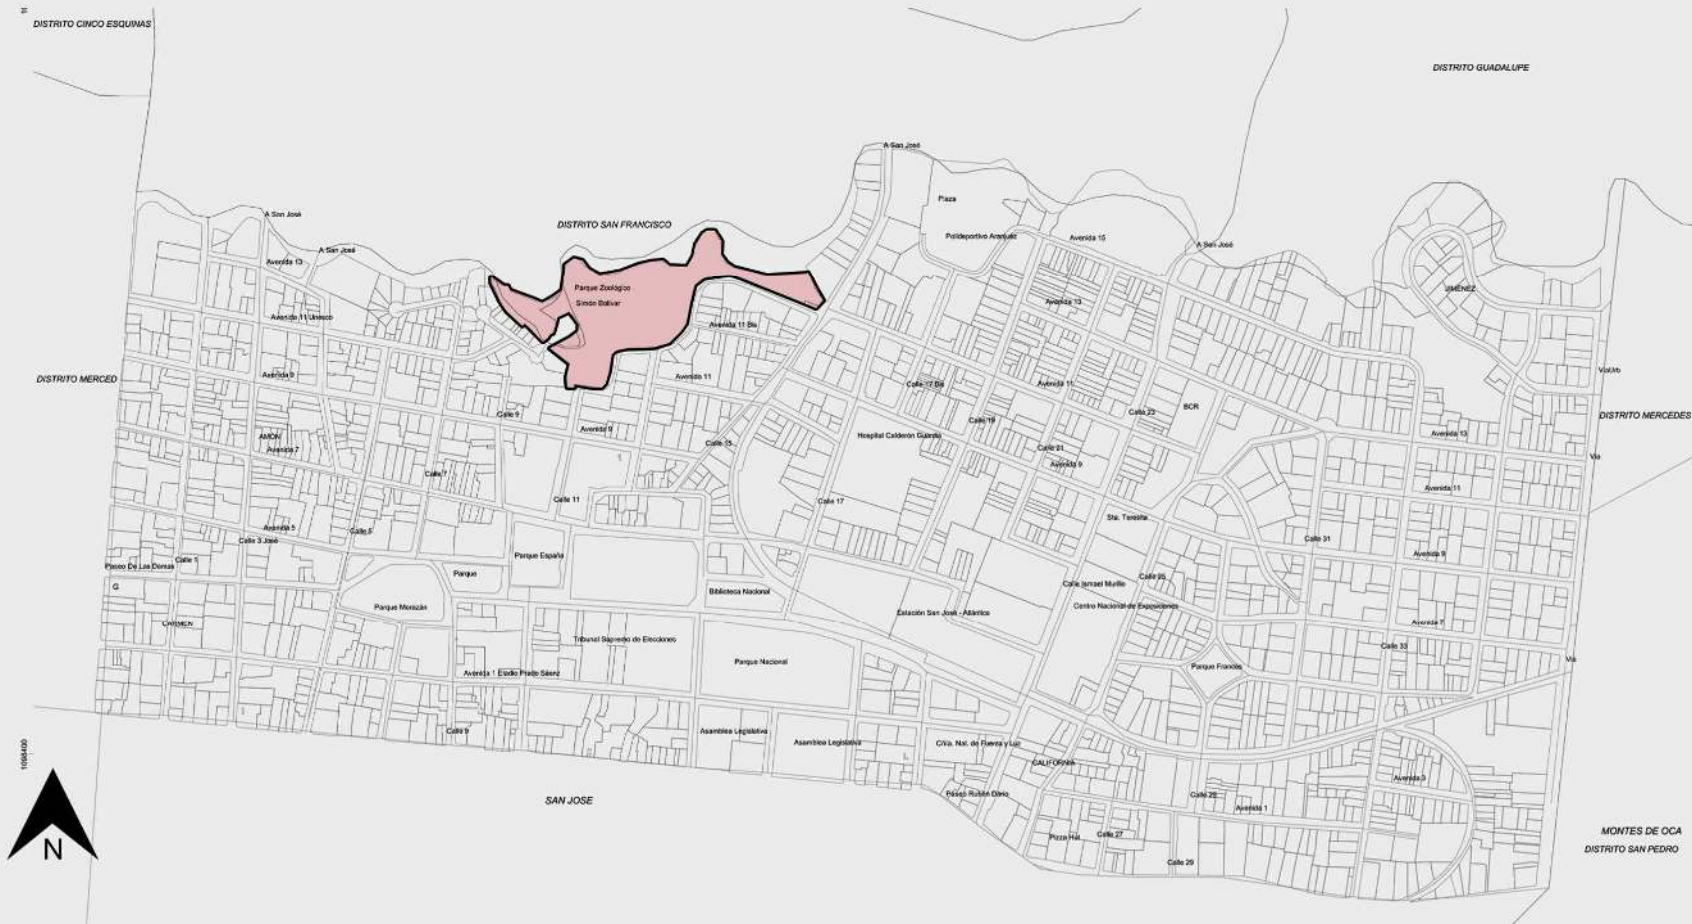 DISTRITO CINCO ESQUINAS
DISTRITO GUADALUPE
A San José
Plaza
A San José
DISTRITO SAN FRANCISCO
Polideportivo Aranjuez
Avenida 15
A San José
A San José
Avenida 13
Parque Zoológico
Simón Bolívar
JIMENEZ
Avenida 13
Avenida 11 Unesco
Avenida 11 Bis
DISTRITO MERCED
Avenida 9
Avenida 11
Calle 17 Bis
Avenida 11
BCR
Calle 9
Calle 23
DISTRITO MERCEDES
Calle 19
Avenida 9
Hospital Calderón Guardia
Avenida 13
AMON
Avenida 7
Calle 15
Calle 21
Avenida 9
Vía
Calle 7
Avenida 11
Calle 11
Calle 17
Sta. Teresita
Avenida 5
Calle 5
Calle 3 José
Calle 31
Parque España
Avenida 9
Calle 1
Paseo De Las Damas
Parque
Calle 25
Calle Ismael Murillo
G
Biblioteca Nacional
Parque Morazán
Centro Nacional de Exposiciones
Estación San José - Atlántico
CARMEN
Avenida 7
Tribunal Supremo de Elecciones
Calle 33
Parque Nacional
Vía
Parque Francés
Avenida 1 Eladio Prado Sáenz
Calle 9
Asamblea Legislativa
Asamblea Legislativa
Cñía. Nal. de Fuerza y Luz
1098400
CALIFORNIA
Avenida 3
Paseo Rubén Darío
SAN JOSE
Calle 29
Avenida 1
Pizza Hut
Calle 27
MONTES DE OCA
DISTRITO SAN PEDRO
N
Calle 29